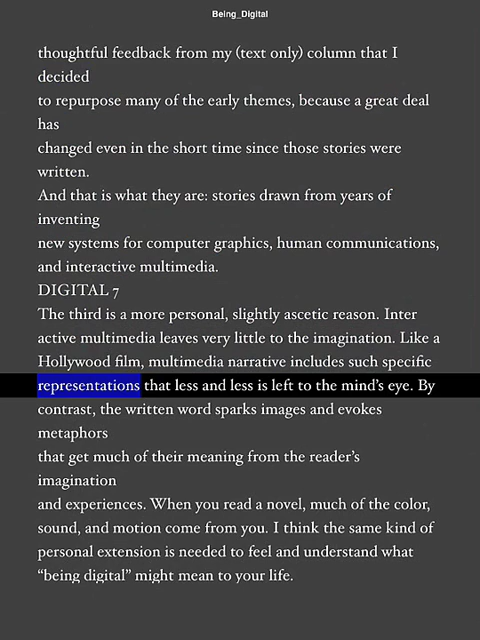 Being_Digital
thoughtful feedback from my (text only) column that I
decided
to repurpose many of the early themes, because a great deal
has
changed even in the short time since those stories were
written.
And that is what they are: stories drawn from years of
inventing
new systems for computer graphics, human communications,
and interactive multimedia.
DIGITAL 7
The third is a more personal, slightly ascetic reason. Inter
active multimedia leaves very little to the imagination. Like a
Hollywood film, multimedia narrative includes such specific
representations that less and less is left to the mind’s eye. By
contrast, the written word sparks images and evokes
metaphors
that get much of their meaning from the reader’s
imagination
and experiences. When you read a novel, much of the color,
sound, and motion come from you. I think the same kind of
personal extension is needed to feel and understand what
“being digital” might mean to your life.